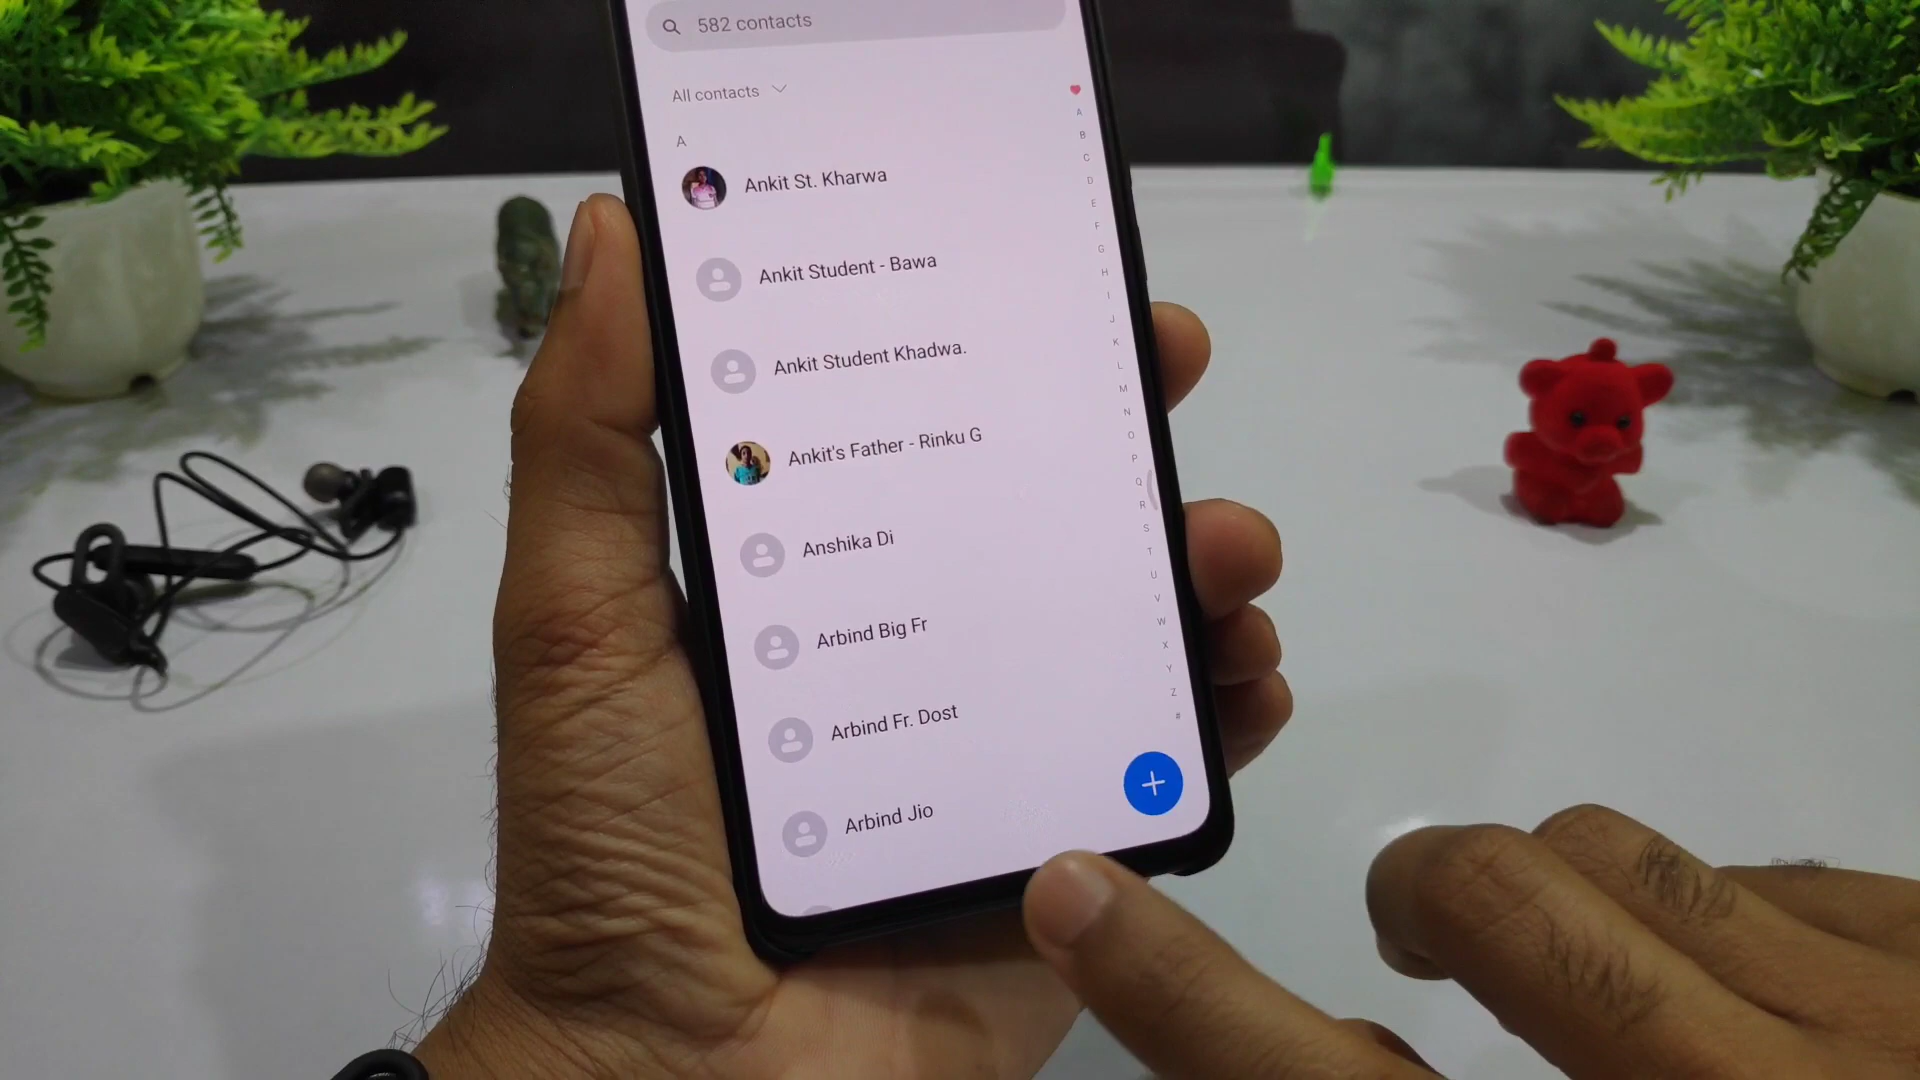 582 contacts
All contacts
A
Ankit St. Kharwa
Ankit Student - Bawa
Ankit Student Khadwa.
Ankit's Father - Rinku G
Anshika Di
Arbind Big Fr
Arbind Fr. Dost
Arbind Jio
A
B
C
D
E
F
G
H
I
J
K
L
M
N
O
P
Q
R
S
T
U
V
W
X
Y
Z
#